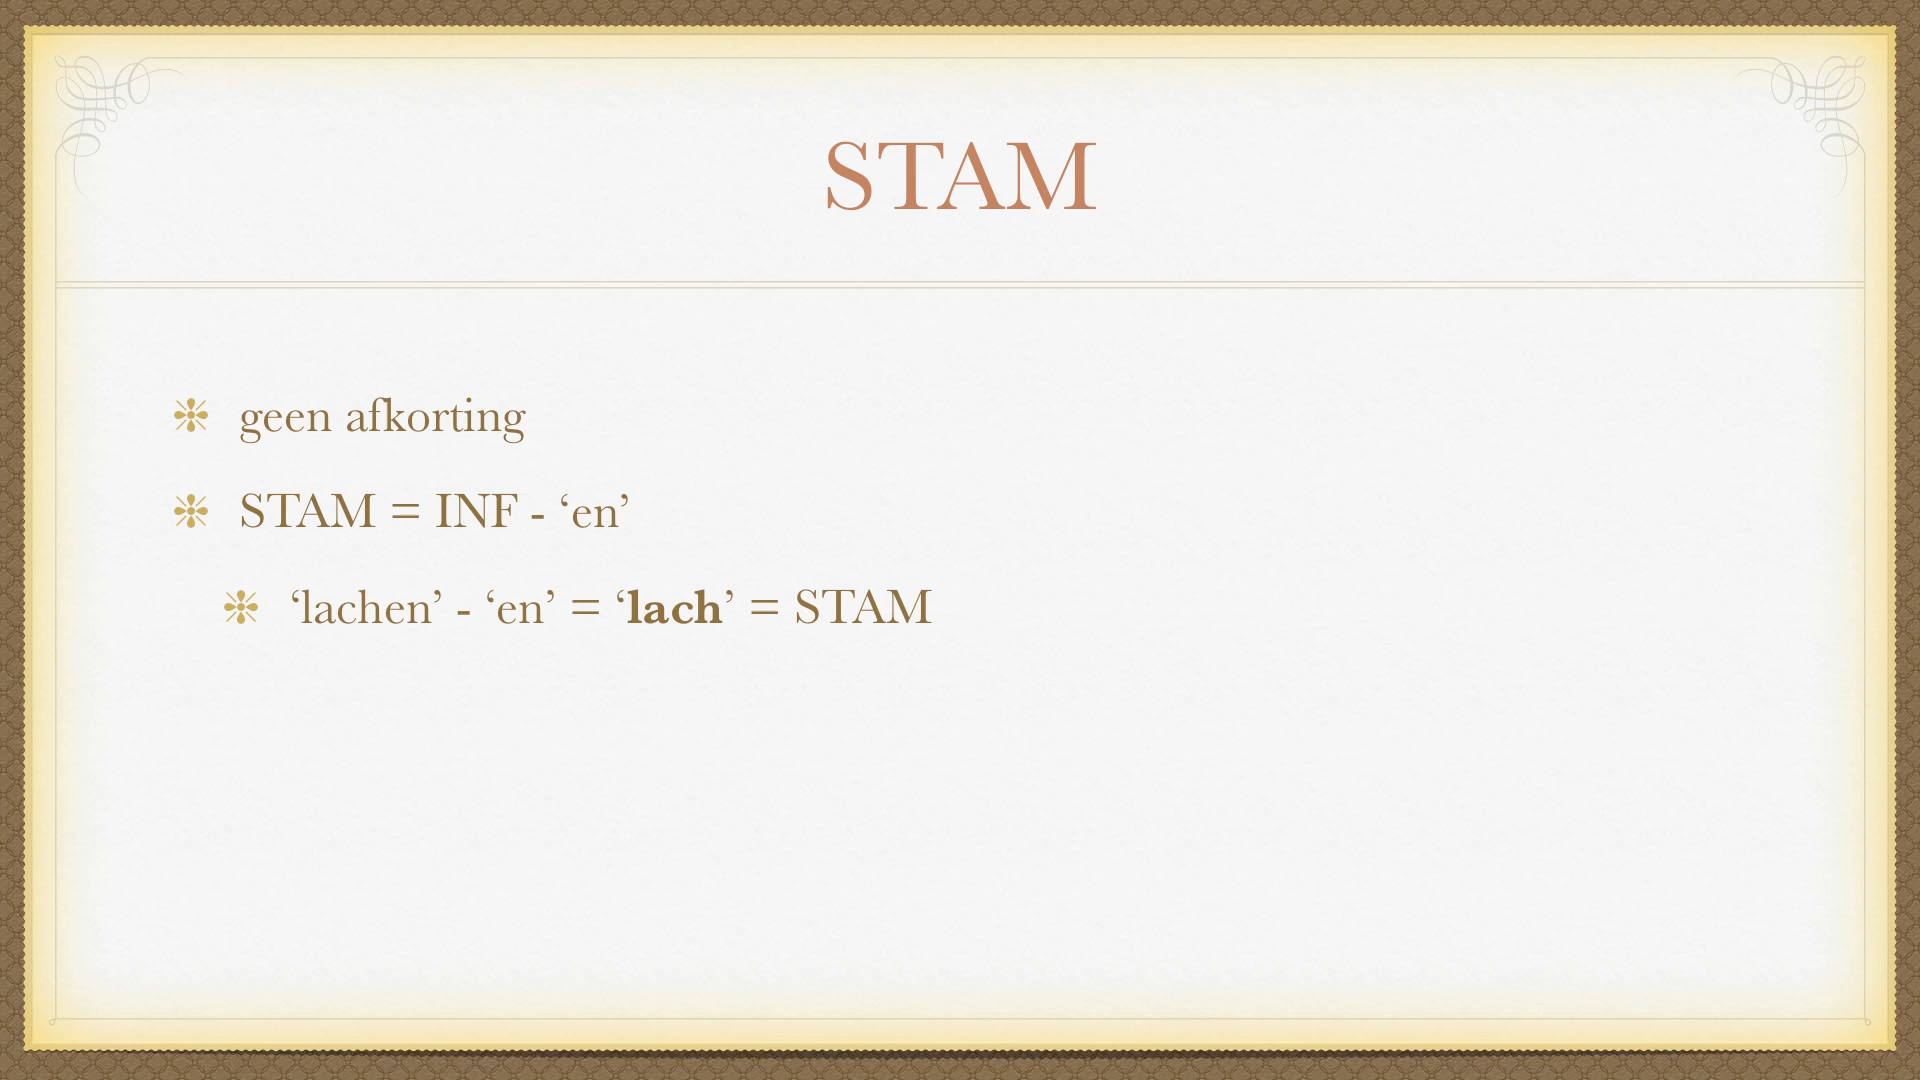 STAM
❉ geen afkorting
❉ STAM = INF - ‘en’
❉ ‘lachen’ - ‘en’ = ‘lach’ = STAM